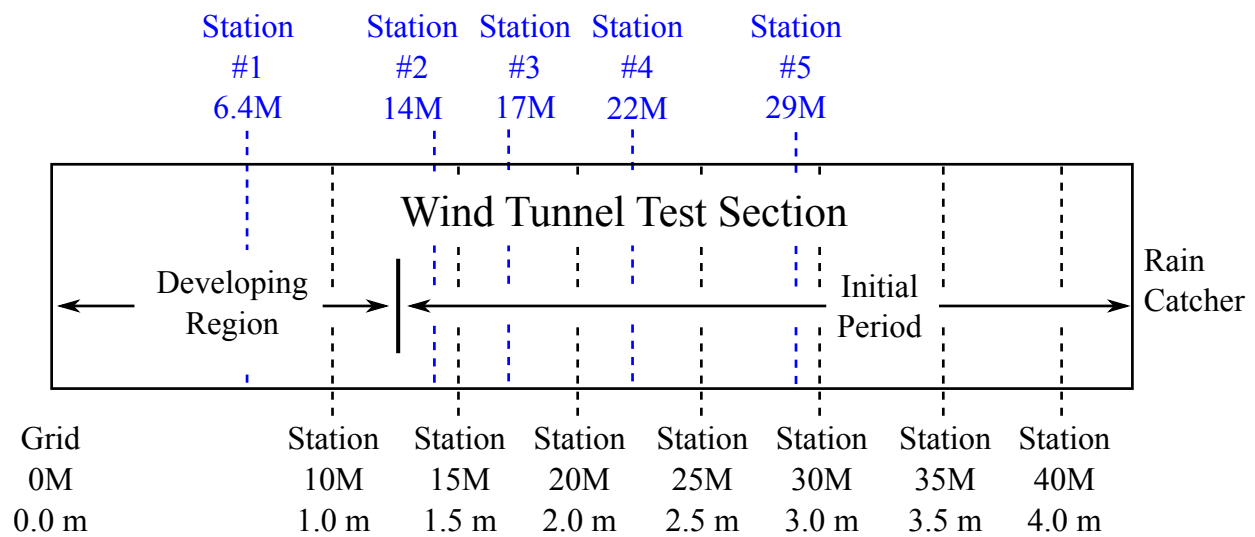 Station
#1
6.4M
Station
#2
14M
Station
#3
17M
Station
#4
22M
Station
#5
29M
Wind Tunnel Test Section
Developing
Region
Initial
Period
Rain
Catcher
Grid
0M
0.0 m
Station
10M
1.0 m
Station
15M
1.5 m
Station
20M
2.0 m
Station
25M
2.5 m
Station
30M
3.0 m
Station
35M
3.5 m
Station
40M
4.0 m